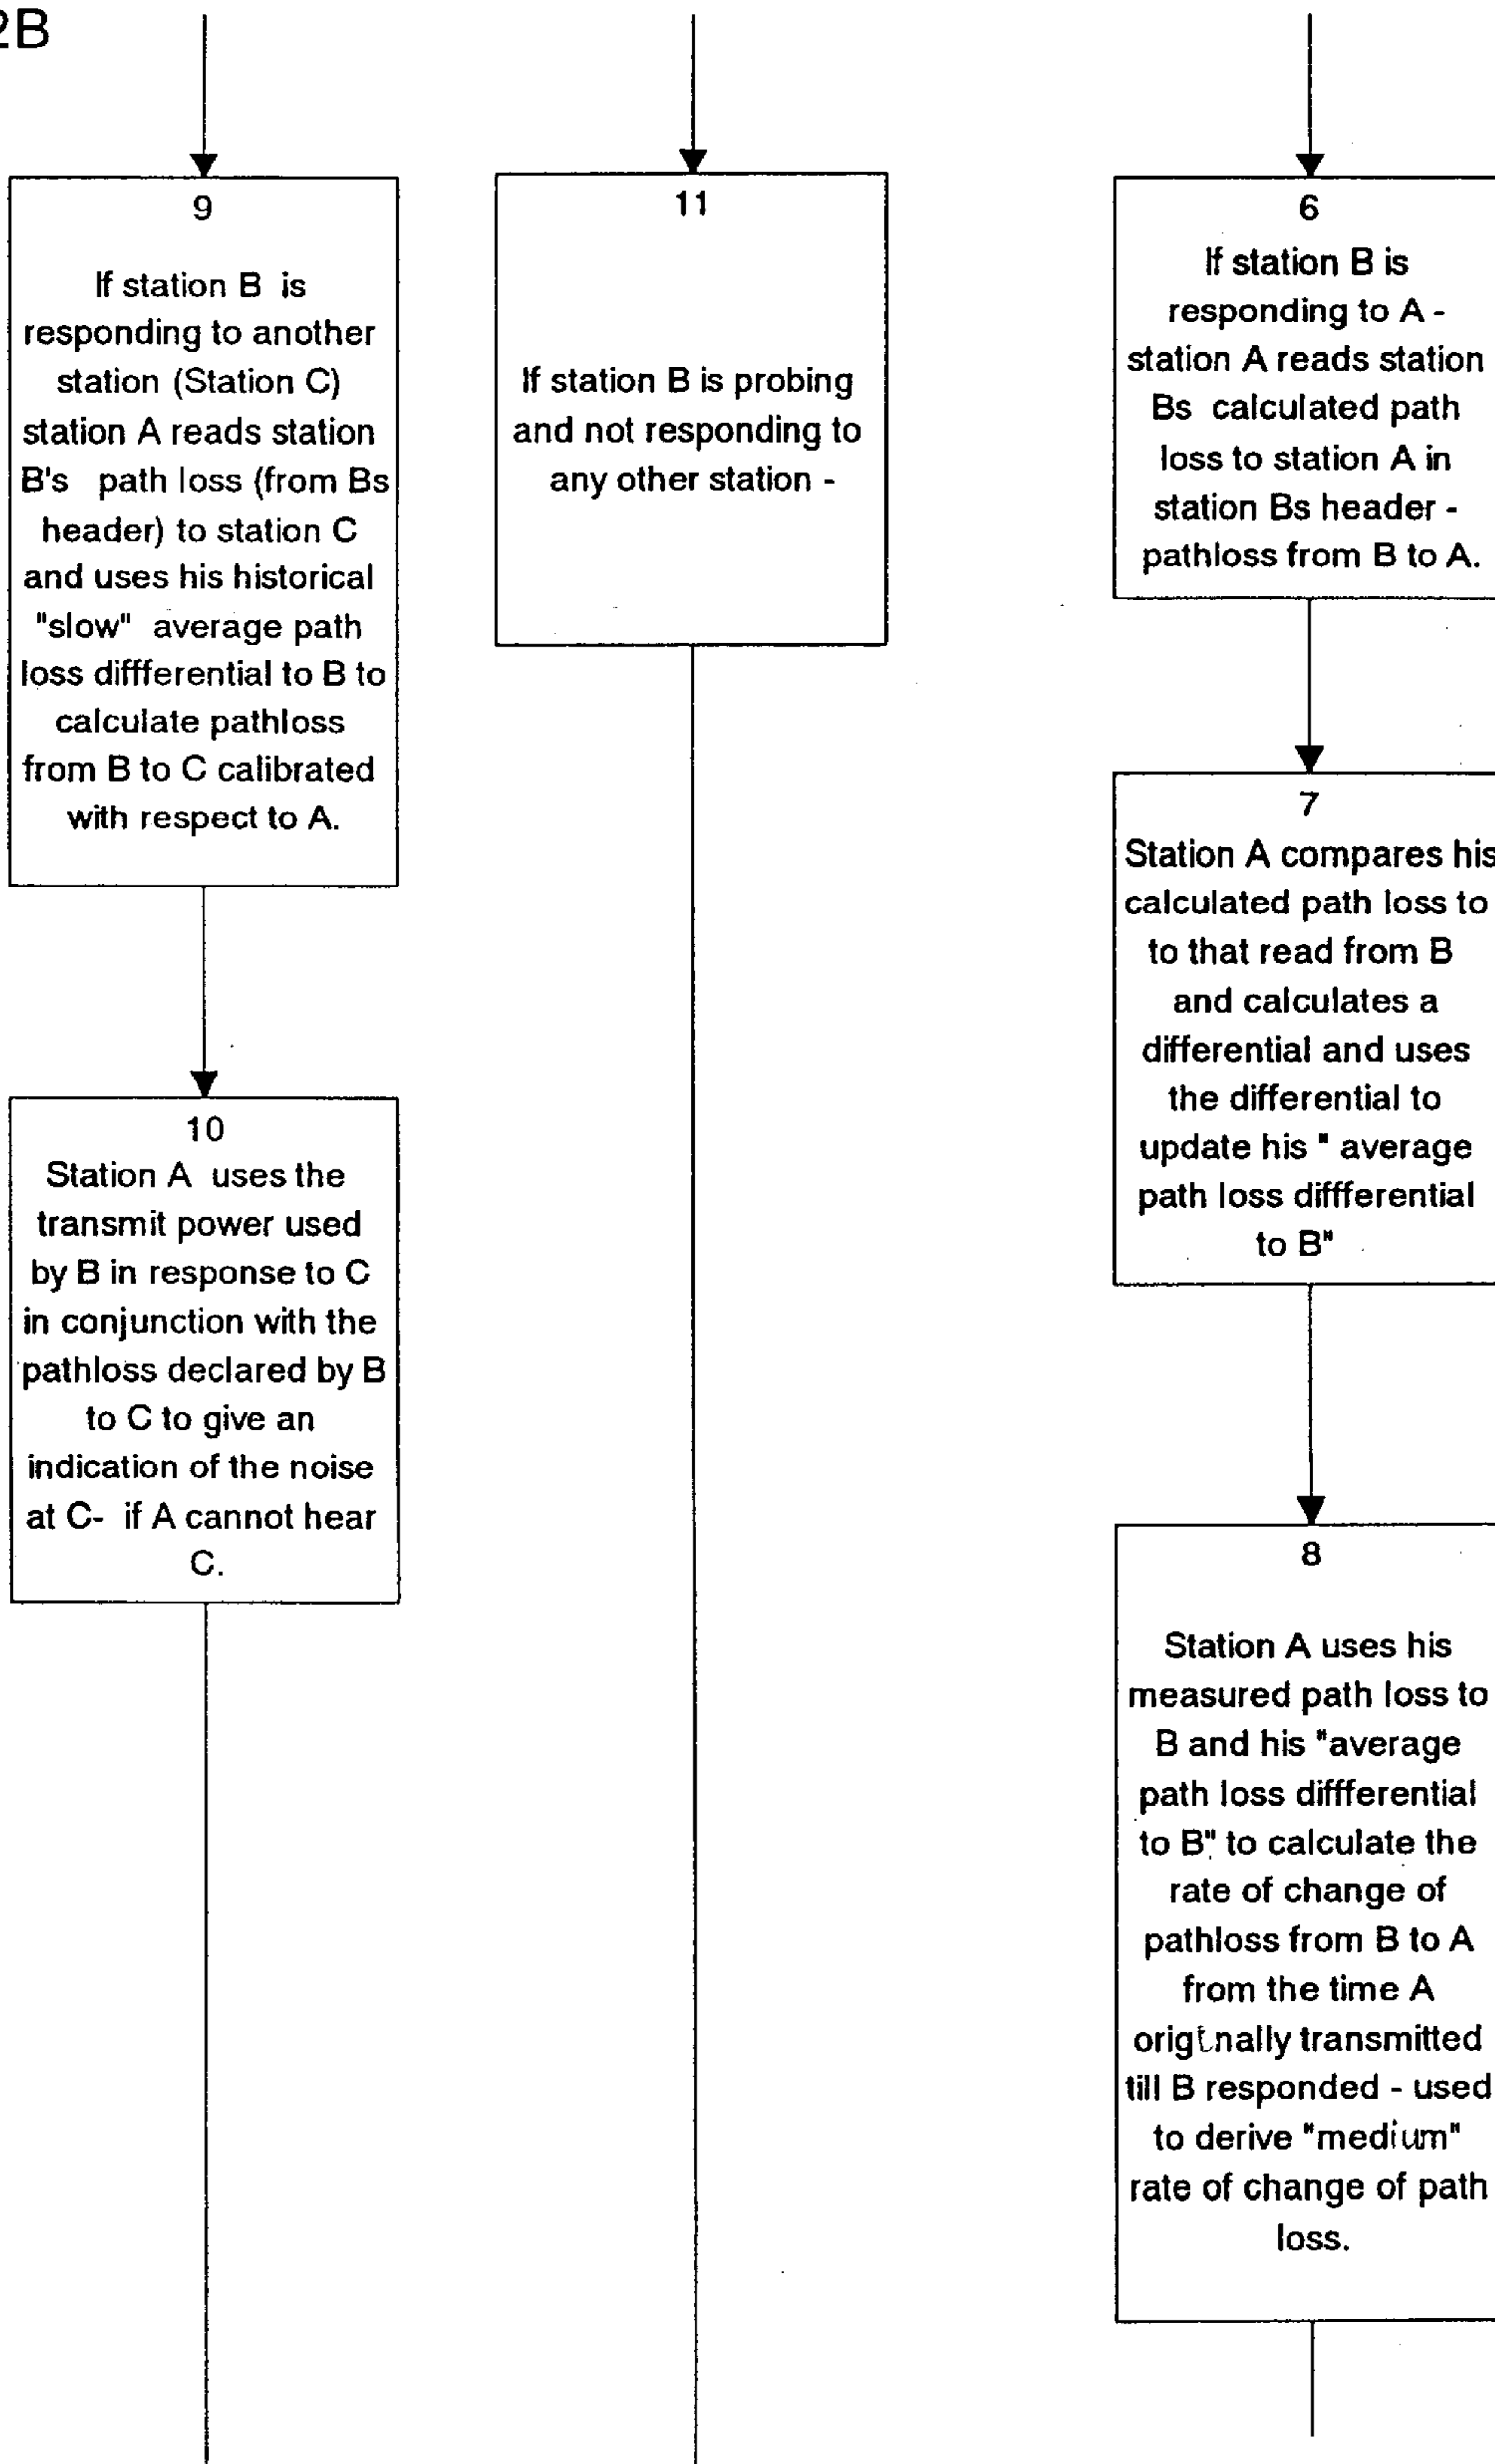 2B
9
If station B is
responding to another
station (Station C)
station A reads station
B's path loss (from Bs
header) to station C
and uses his historical
"slow" average path
loss diffferential to B to
calculate pathloss
from B to C calibrated
with respect to A.
10
Station A uses the
transmit power used
by B in response to C
in conjunction with the
pathloss declared by B
to C to give an
indication of the noise
at C- if A cannot hear
C.
11
If station B is probing
and not responding to
any other station -
6
If station B is
responding to A -
station A reads station
Bs calculated path
loss to station A in
station Bs header -
pathloss from B to A.
7
Station A compares his
calculated path loss to
to that read from B
and calculates a
differential and uses
the differential to
update his " average
path loss diffferential
to B"
8
Station A uses his
measured path loss to
B and his "average
path loss diffferential
to B" to calculate the
rate of change of
pathloss from B to A
from the time A
originally transmitted
till B responded - used
to derive "medium"
rate of change of path
loss.